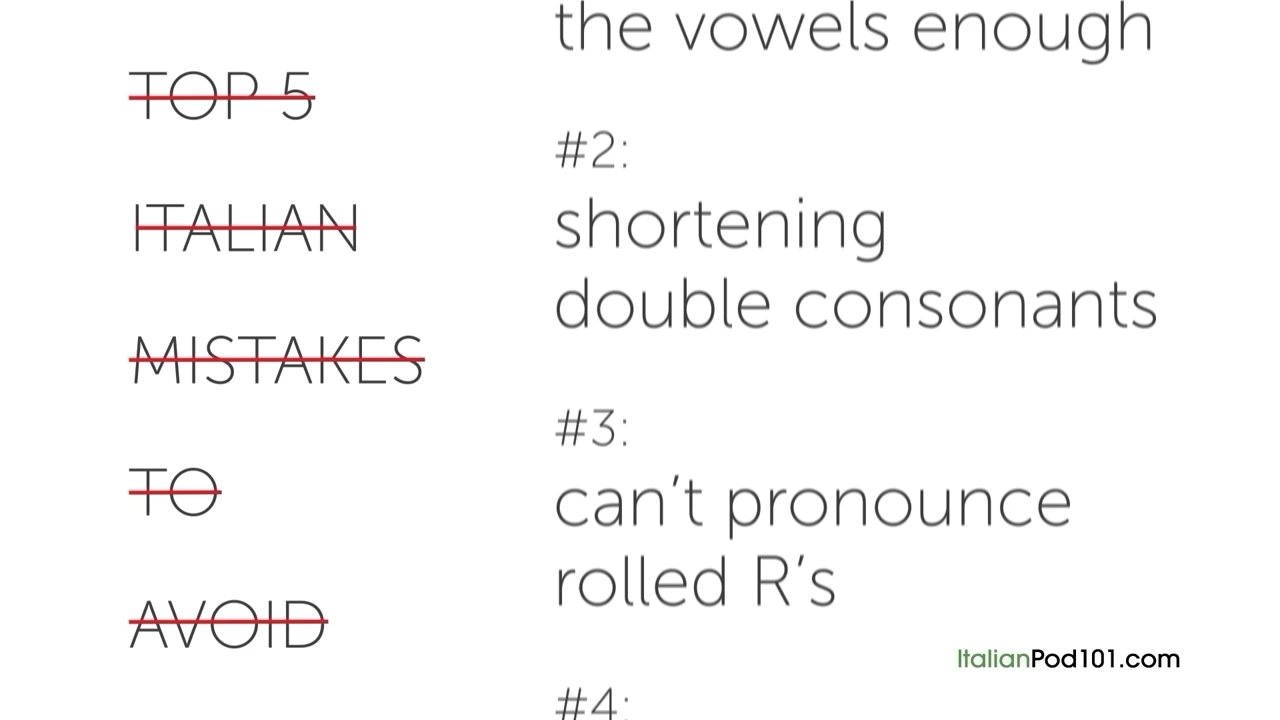 TOP 5
ITALIAN
MISTAKES
TO
AVOID
the vowels enough
#2:
shortening
double consonants
#3:
can't pronounce
rolled R's
#4:
ItalianPod101.com